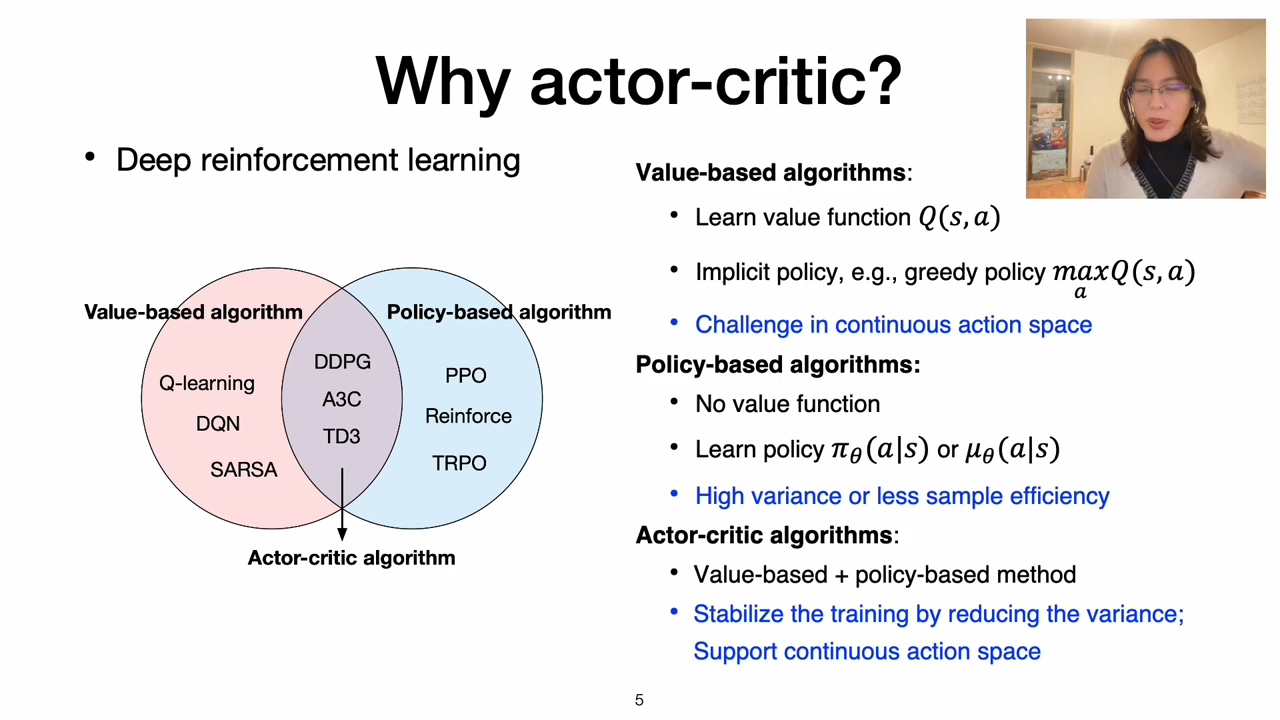 Why actor-critic?
• Deep reinforcement learning
Value-based algorithm
Policy-based algorithm
Q-learning
DQN
SARSA
DDPG
A3C
TD3
PPO
Reinforce
TRPO
Actor-critic algorithm
Value-based algorithms:
• Learn value function Q(s, a)
• Implicit policy, e.g., greedy policy max Q(s, a)
a
• Challenge in continuous action space
Policy-based algorithms:
• No value function
• Learn policy π_θ(a|s) or μ_θ(a|s)
• High variance or less sample efficiency
Actor-critic algorithms:
• Value-based + policy-based method
• Stabilize the training by reducing the variance;
Support continuous action space
5